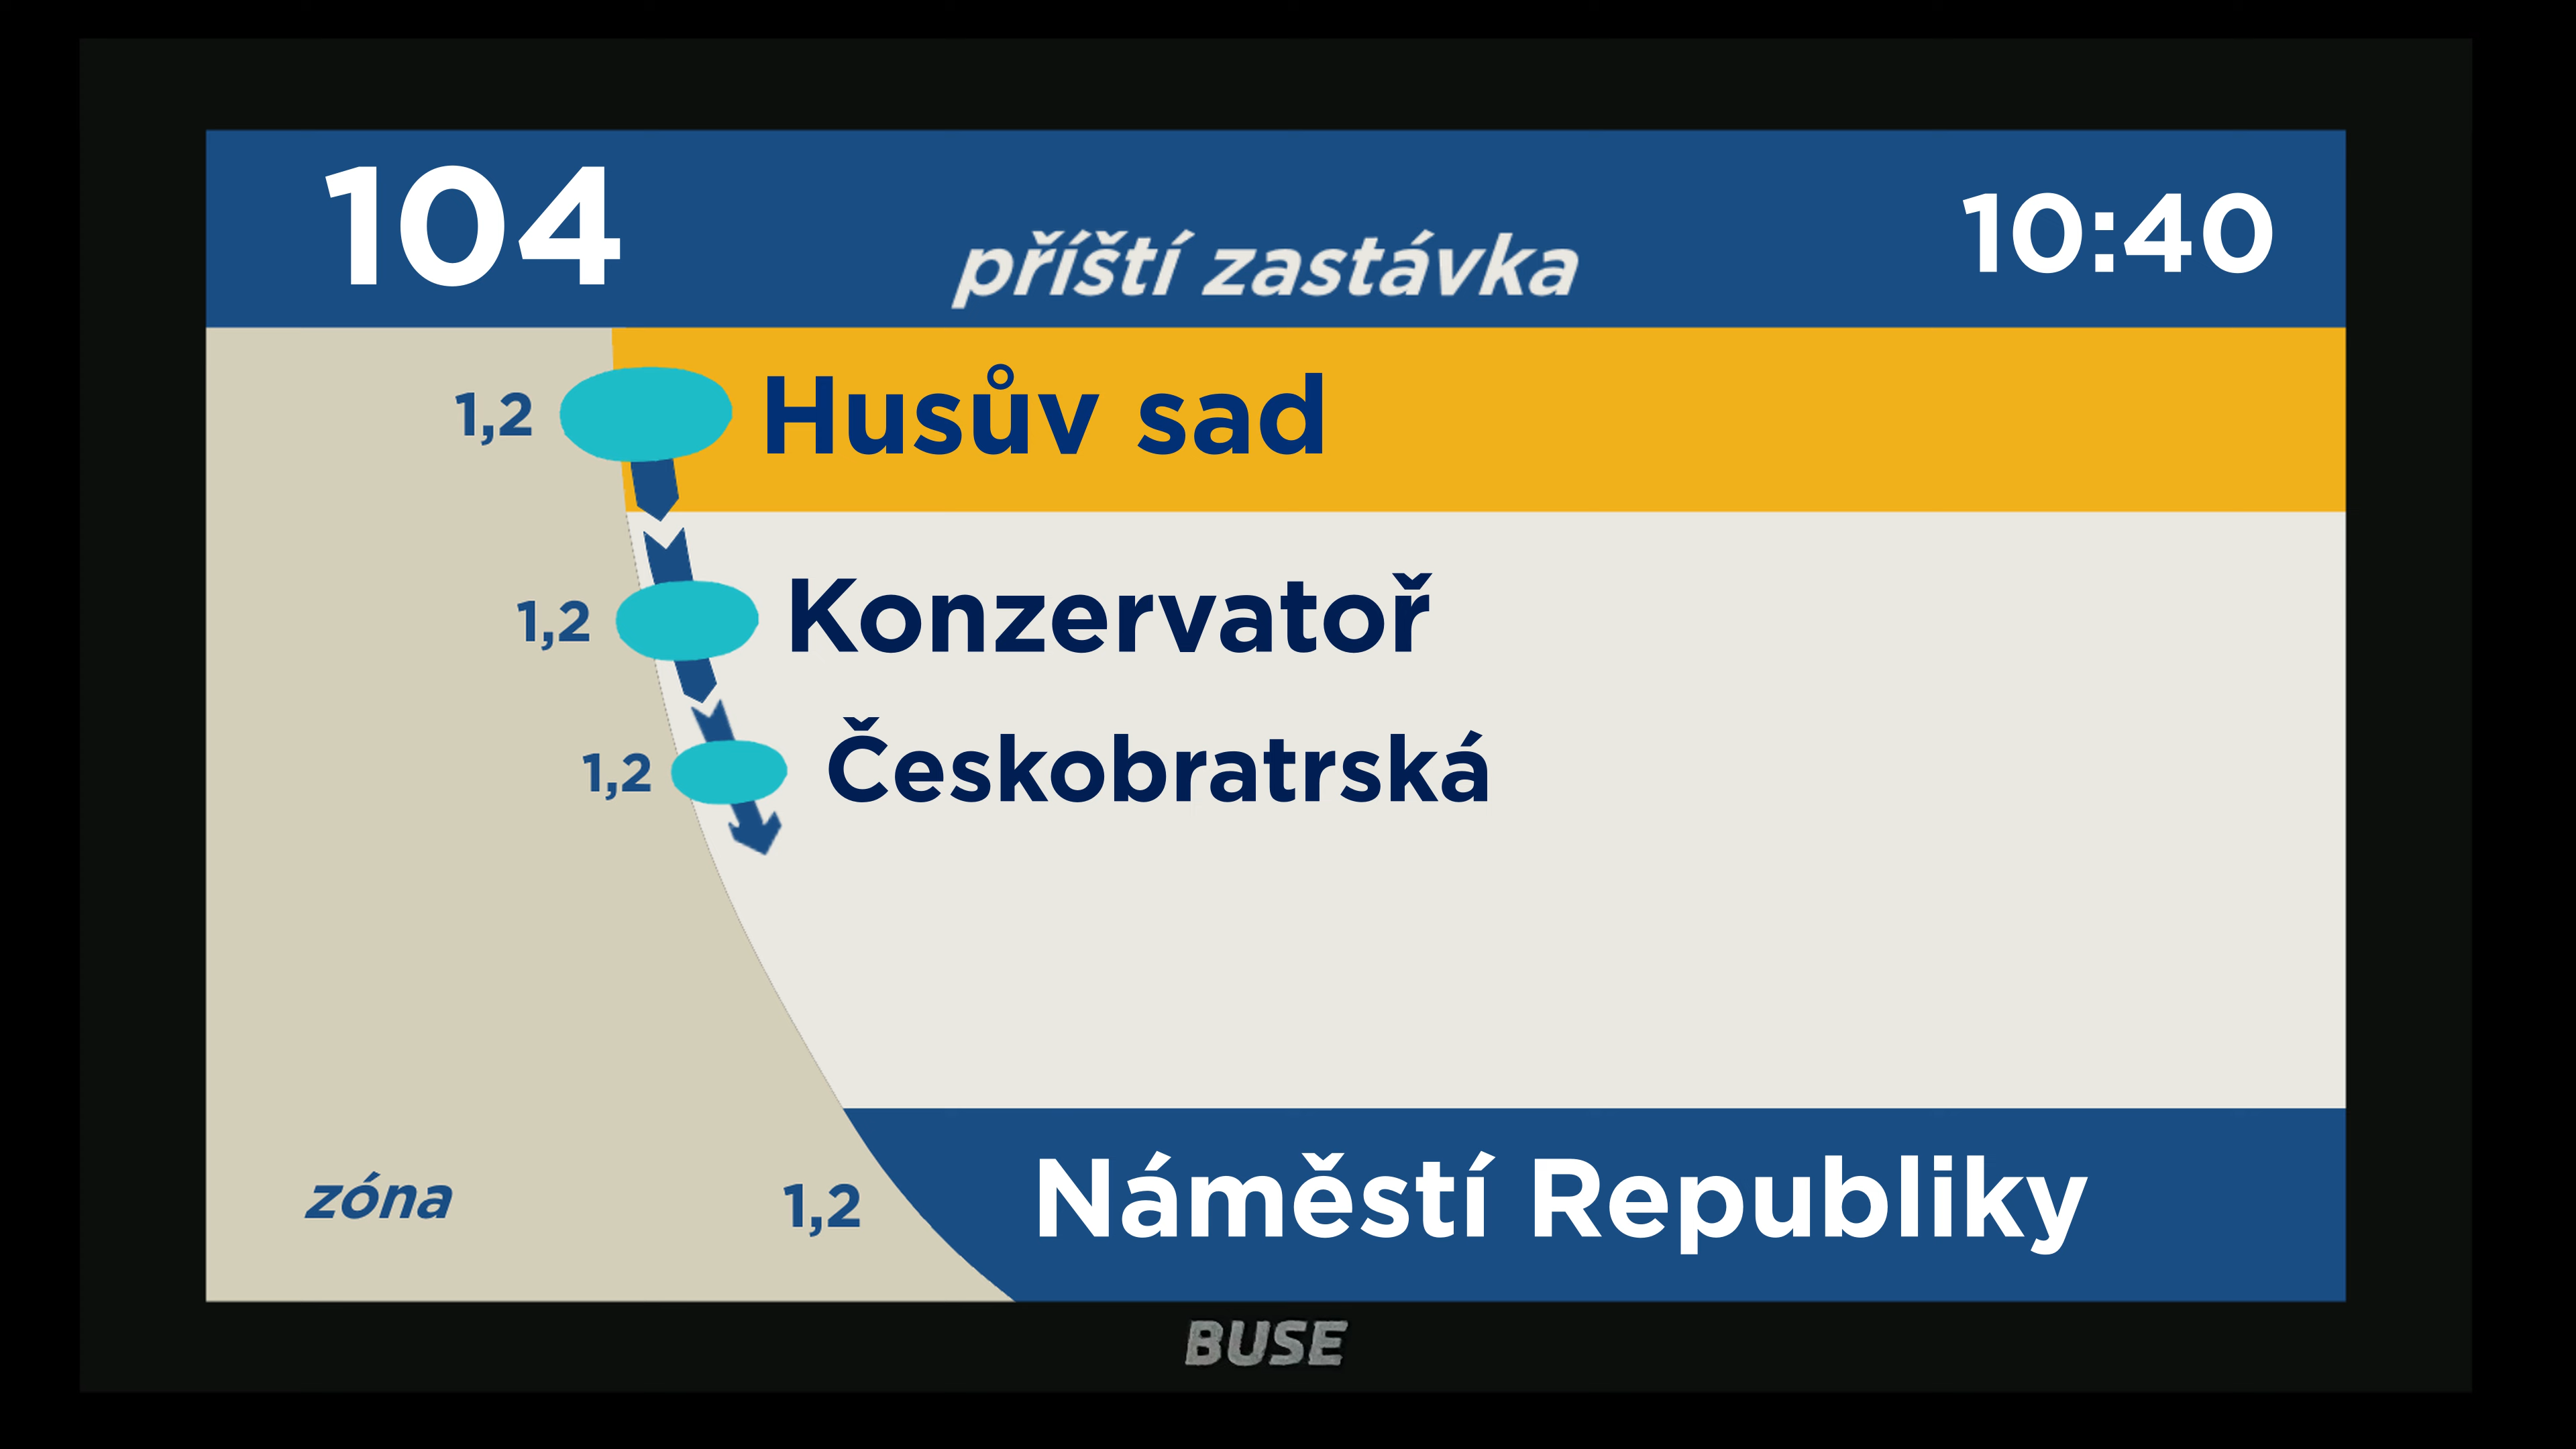 104
příští zastávka
10:40
1,2 Husův sad
1,2 Konzervatoř
1,2 Českobratrská
zóna 1,2 Náměstí Republiky
BUSE